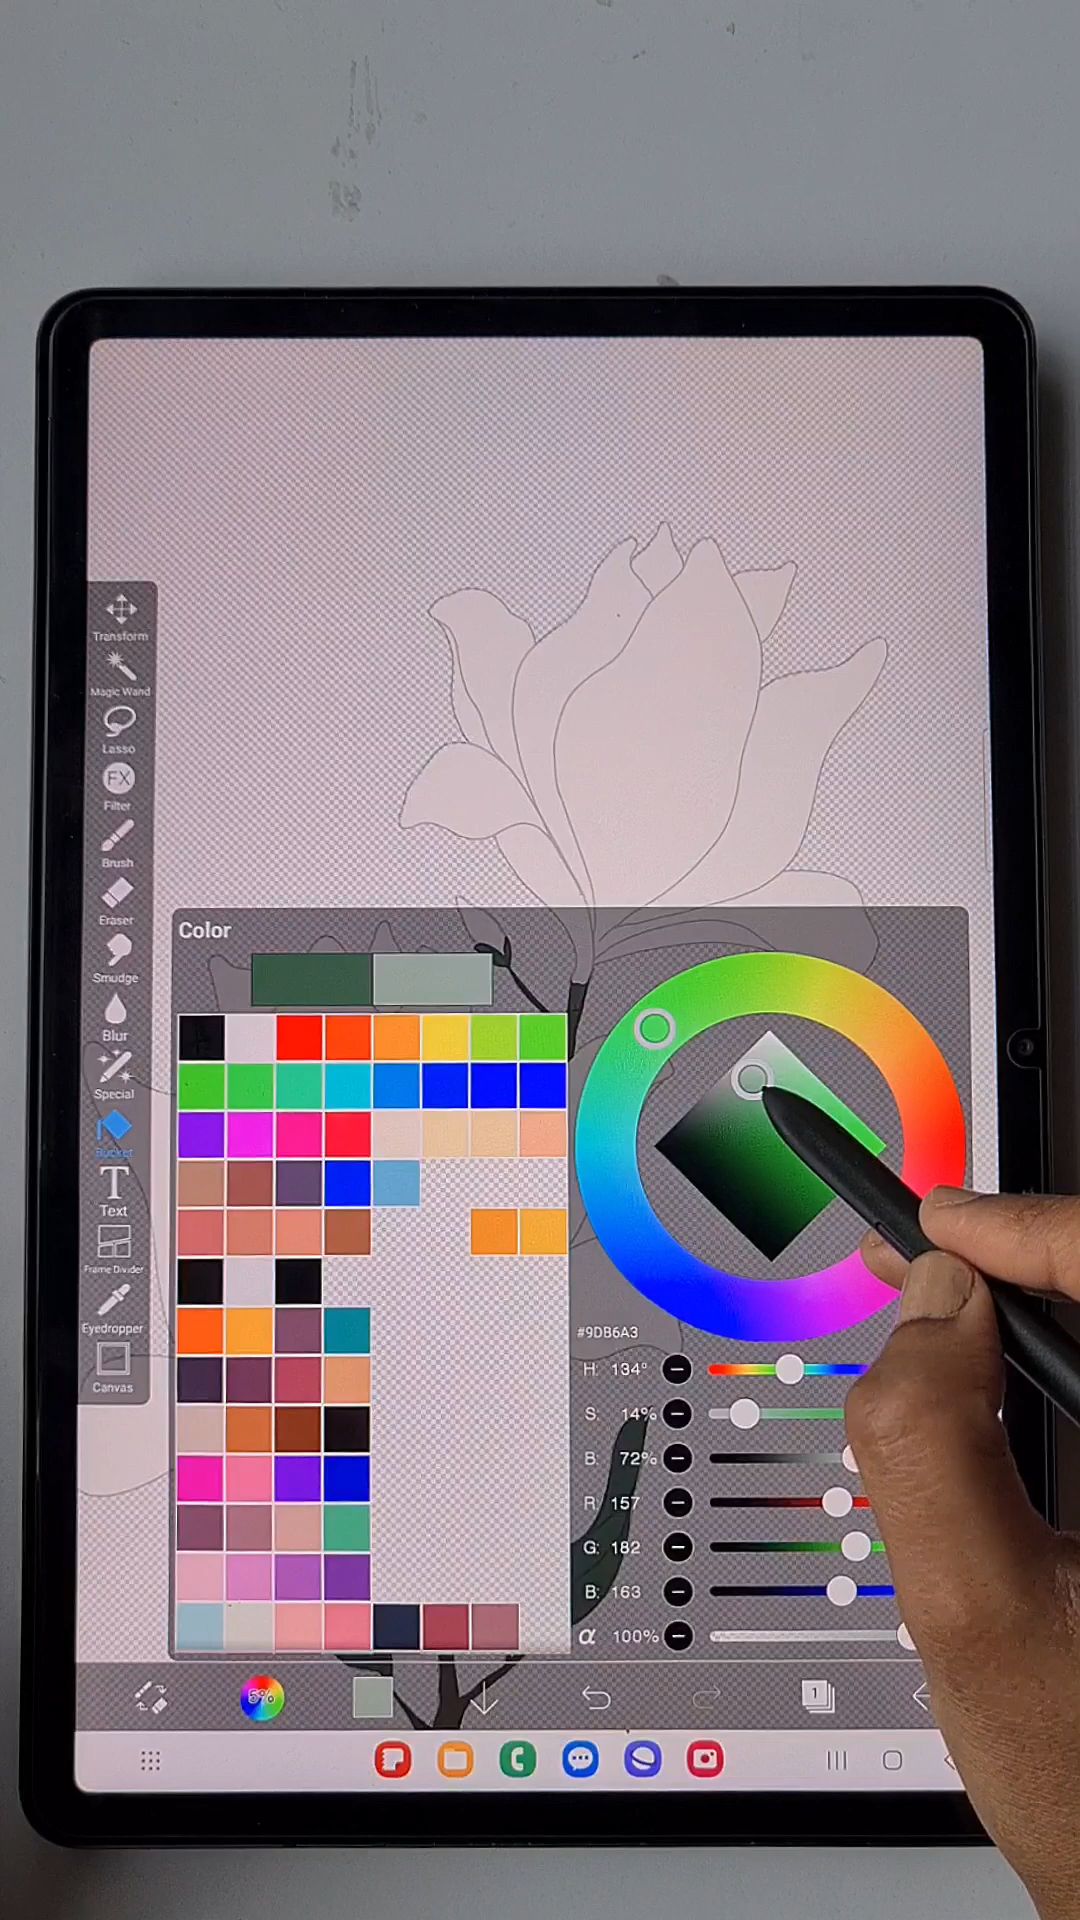 Transform
Magic Wand
Lasso
FX
Filter
Brush
Eraser
Smudge
Blur
Special
Bucket
T
Text
Frame Divider
Eyedropper
Canvas
Color
#9DB6A3
H: 134°
S: 14%
B: 72%
R: 157
G: 182
B: 163
α 100%
5%
1